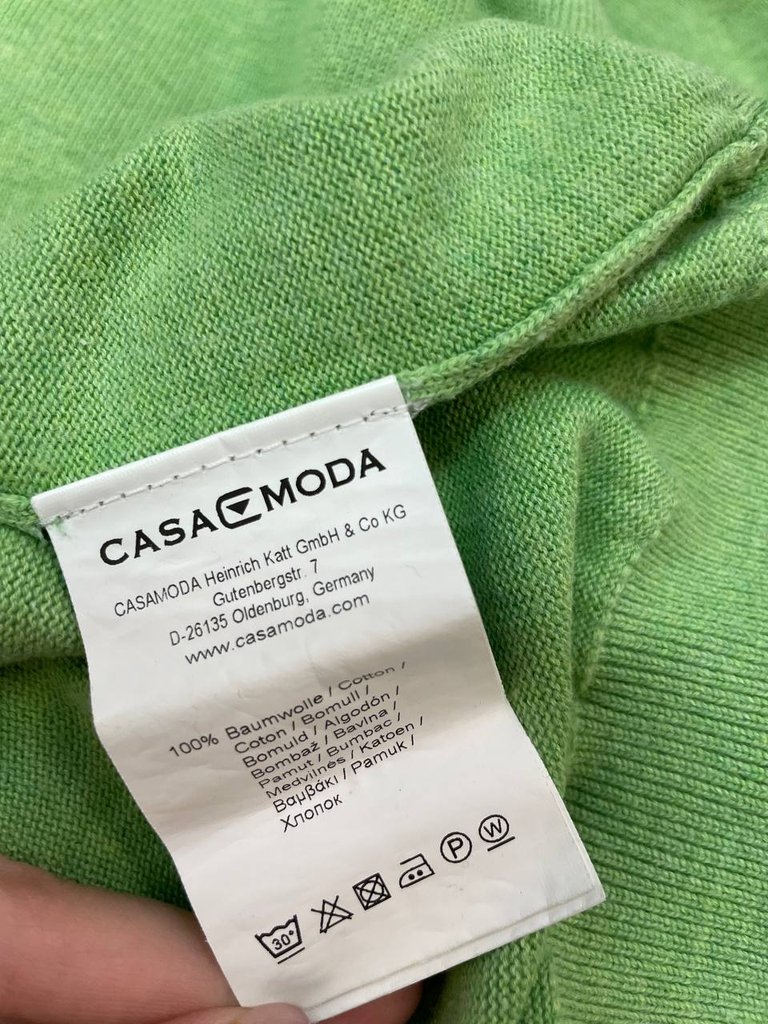 CASAMODA
CASAMODA Heinrich Katt GmbH & Co KG
Gutenbergstr. 7
D-26135 Oldenburg, Germany
www.casamoda.com
100% Baumwolle / Cotton /
Coton / Bomull /
Bomuld / Algodón /
Bombaž / Bavlna /
Pamut / Bumbac /
Medvilnės / Katoen /
Βαμβάκι / Pamuk /
Хлопок
30° P W